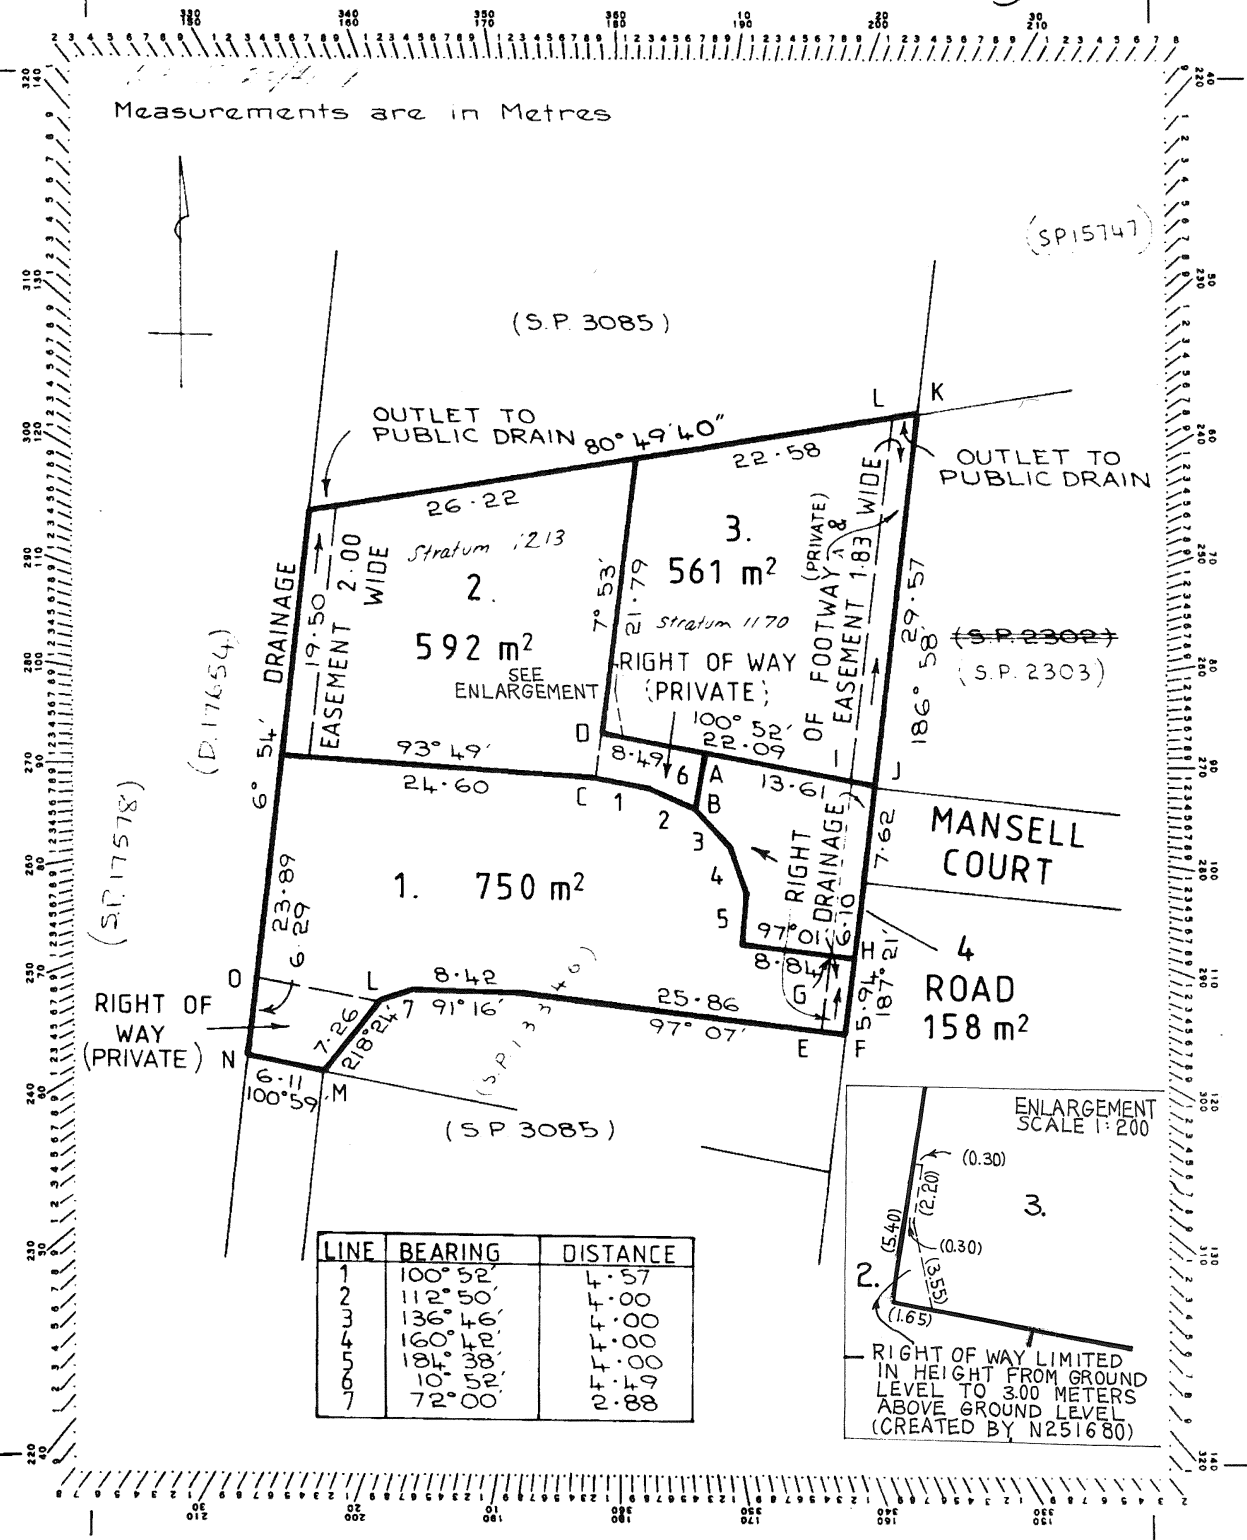 Measurements are in Metres
(SP15747)
(S.P. 3085)
L K
OUTLET TO
PUBLIC DRAIN
80° 49' 40"
22·58
OUTLET TO
PUBLIC DRAIN
26·22
Stratum 1213
2.
592 m²
SEE
ENLARGEMENT
DRAINAGE
EASEMENT 2·00
WIDE
19·50
7° 53'
21·79
3.
561 m²
Stratum 1170
RIGHT OF WAY
(PRIVATE)
RIGHT OF FOOTWAY &
(PRIVATE)
DRAINAGE EASEMENT 1·83 WIDE
29·57
186° 58'
(S.P. 2302)
(S.P. 2303)
(D.17654)
(S.P.17578)
6° 54'
D
100° 52'
22·09
8·49
6
A
13·61
J
93° 49'
24·60
C
1
B
2
3
4
5
7·62
MANSELL
COURT
1. 750 m²
6·10
97° 01'
8·84
H
G
4
ROAD
158 m²
23·89
6·29
O
L
8·42
7
91° 16'
25·86
97° 07'
E
F
5·94
187° 21'
RIGHT OF
WAY
(PRIVATE)
N
7·26
218° 24'
6·11
100° 59'
M
(S.P. 13346)
(S.P. 3085)
LINE BEARING DISTANCE
1 100° 52' 4·57
2 112° 50' 4·00
3 136° 46' 4·00
4 160° 42' 4·00
5 184° 38' 4·00
6 10° 52' 4·49
7 72° 00' 2·88
ENLARGEMENT
SCALE 1:200
(0.30)
(2.20)
3.
(5.40)
(0.30)
2.
(3.55)
(1.65)
RIGHT OF WAY LIMITED
IN HEIGHT FROM GROUND
LEVEL TO 3.00 METERS
ABOVE GROUND LEVEL
(CREATED BY N251680)